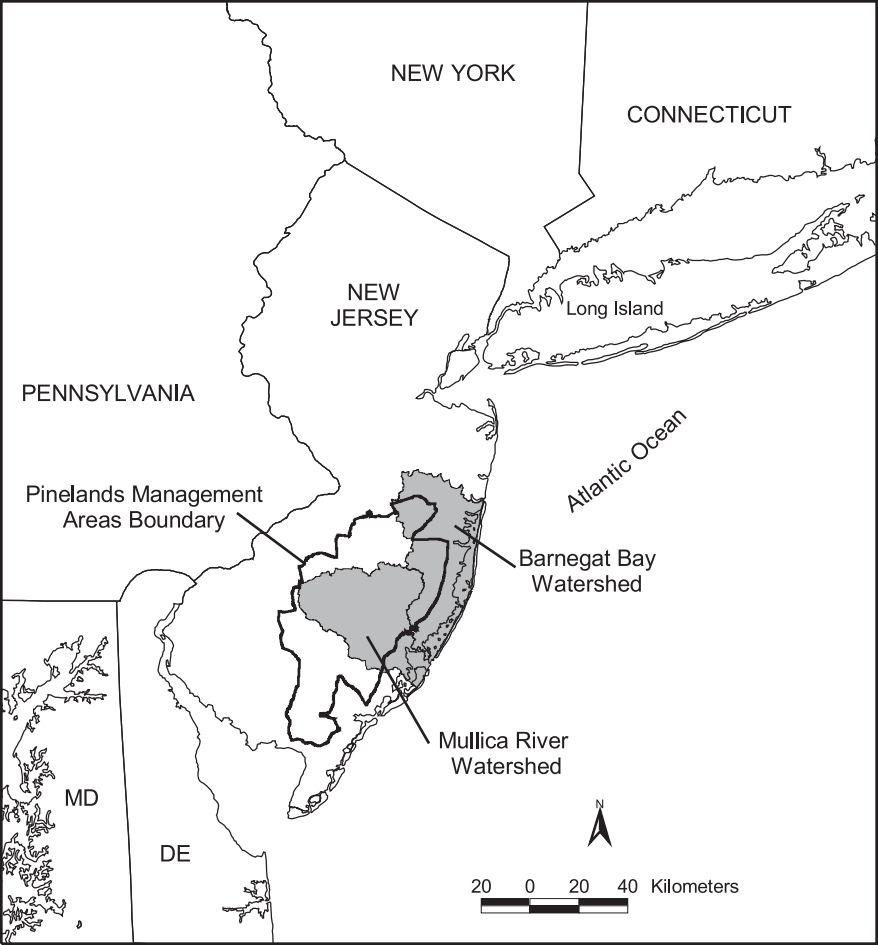 NEW YORK
CONNECTICUT
NEW
JERSEY
Long Island
PENNSYLVANIA
Atlantic Ocean
Pinelands Management
Areas Boundary
Barnegat Bay
Watershed
Mullica River
Watershed
MD
DE
N
20 0 20 40 Kilometers